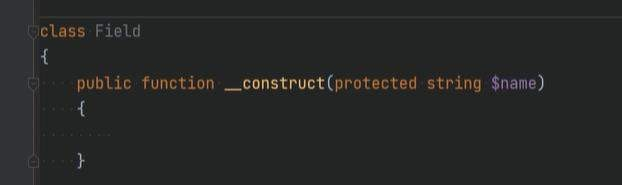 class Field
{
public function __construct(protected string $name)
{
}